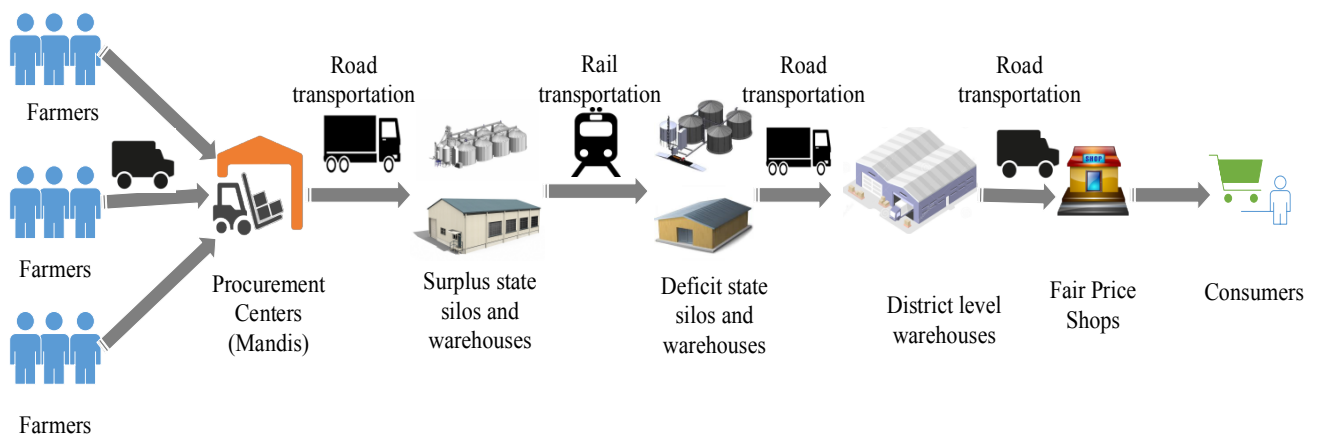 Road
transportation
Rail
transportation
Road
transportation
Road
transportation
Farmers
Farmers
Farmers
Procurement
Centers
(Mandis)
Surplus state
silos and
warehouses
Deficit state
silos and
warehouses
District level
warehouses
SHOP
Fair Price
Shops
Consumers